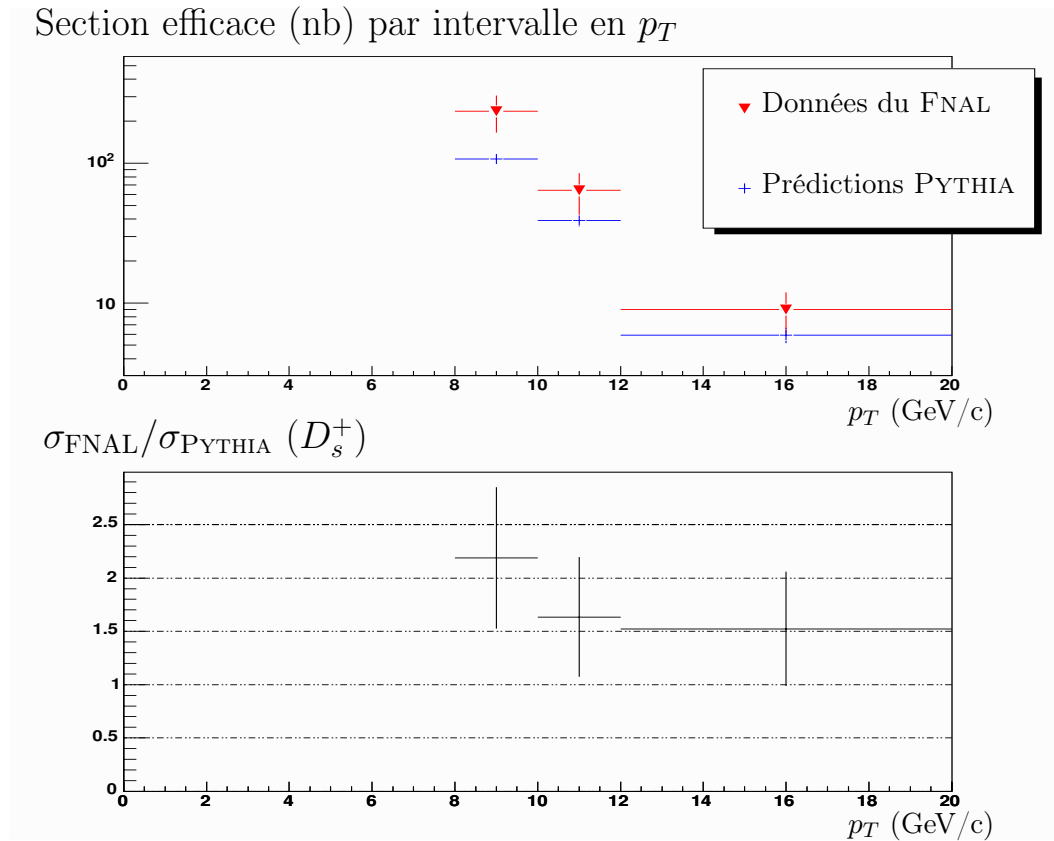 Section efficace (nb) par intervalle en p_T
Données du FNAL
Prédictions PYTHIA
10²
10
0 2 4 6 8 10 12 14 16 18 20
p_T (GeV/c)
σ_FNAL/σ_PYTHIA (D_s^+)
2.5
2
1.5
1
0.5
0
0 2 4 6 8 10 12 14 16 18 20
p_T (GeV/c)